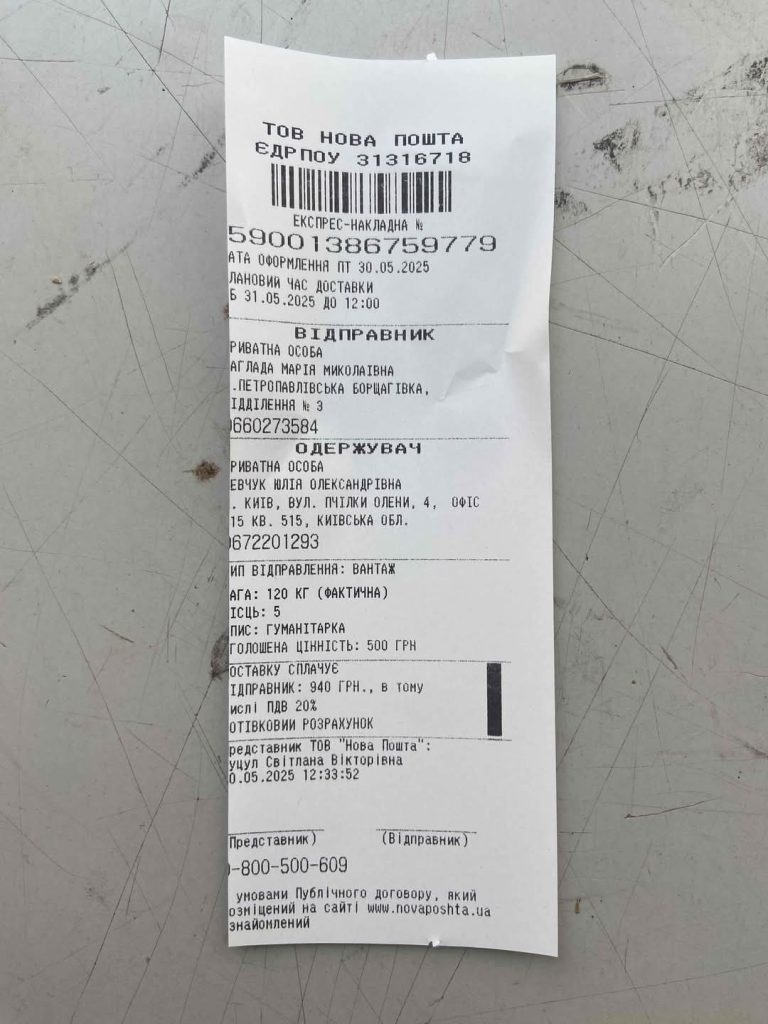 ТОВ НОВА ПОШТА
ЄДРПОУ 31316718
ЕКСПРЕС-НАКЛАДНА №
59001386759779
АТА ОФОРМЛЕННЯ ПТ 30.05.2025
ЛАНОВИЙ ЧАС ДОСТАВКИ
Б 31.05.2025 ДО 12:00
ВІДПРАВНИК
РИВАТНА ОСОБА
АГЛАДА МАРІЯ МИКОЛАІВНА
.ПЕТРОПАВЛІВСЬКА БОРЩАГІВКА,
ІДДІЛЕННЯ № 3
0660273584
ОДЕРЖУВАЧ
РИВАТНА ОСОБА
ЕВЧУК ЮЛІЯ ОЛЕКСАНДРІВНА
. КИЇВ, ВУЛ. ПЧІЛКИ ОЛЕНИ, 4, ОФІС
15 КВ. 515, КИЇВСЬКА ОБЛ.
0672201293
ИП ВІДПРАВЛЕННЯ: ВАНТАЖ
АГА: 120 КГ (ФАКТИЧНА)
ІСЦЬ: 5
ПИС: ГУМАНІТАРКА
ГОЛОШЕНА ЦІННІСТЬ: 500 ГРН
ОСТАВКУ СПЛАЧУЄ
ІДПРАВНИК: 940 ГРН., в тому
ислі ПДВ 20%
ОТІВКОВИЙ РОЗРАХУНОК
редставник ТОВ "Нова Пошта":
уцул Світлана Вікторівна
0.05.2025 12:33:52
Представник) (Відправник)
0-800-500-609
умовами Публічного договору, який
озміщений на сайті www.novaposhta.ua
знайомлений